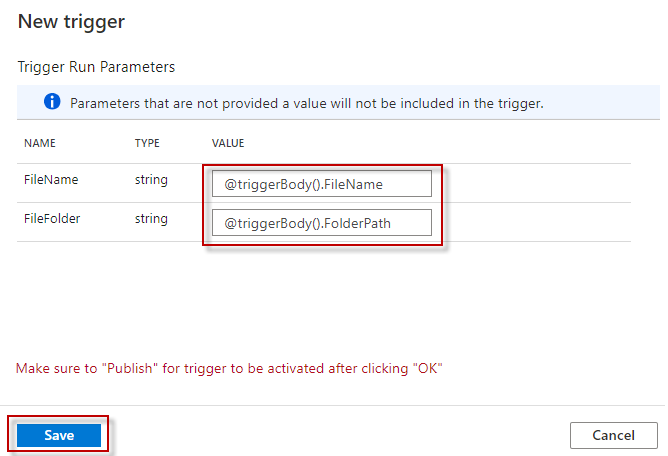 New trigger
Trigger Run Parameters
Parameters that are not provided a value will not be included in the trigger.
NAME TYPE VALUE
FileName string @triggerBody().FileName
FileFolder string @triggerBody().FolderPath
Make sure to "Publish" for trigger to be activated after clicking "OK"
Save Cancel